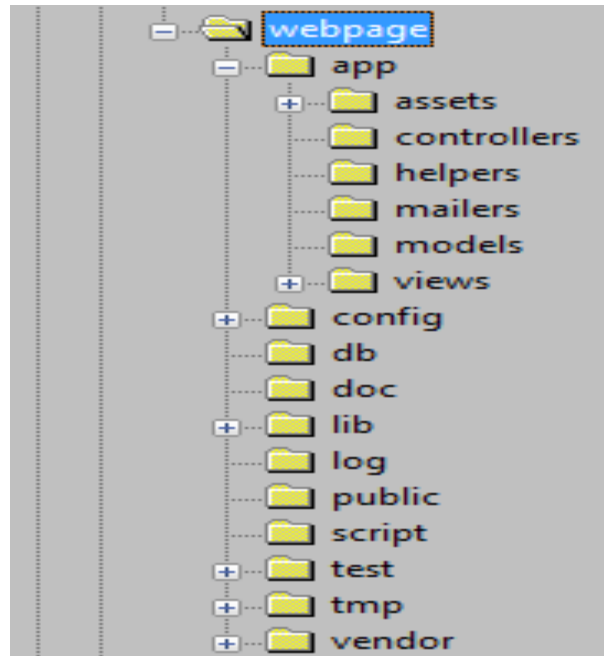 webpage
app
assets
controllers
helpers
mailers
models
views
config
db
doc
lib
log
public
script
test
tmp
vendor